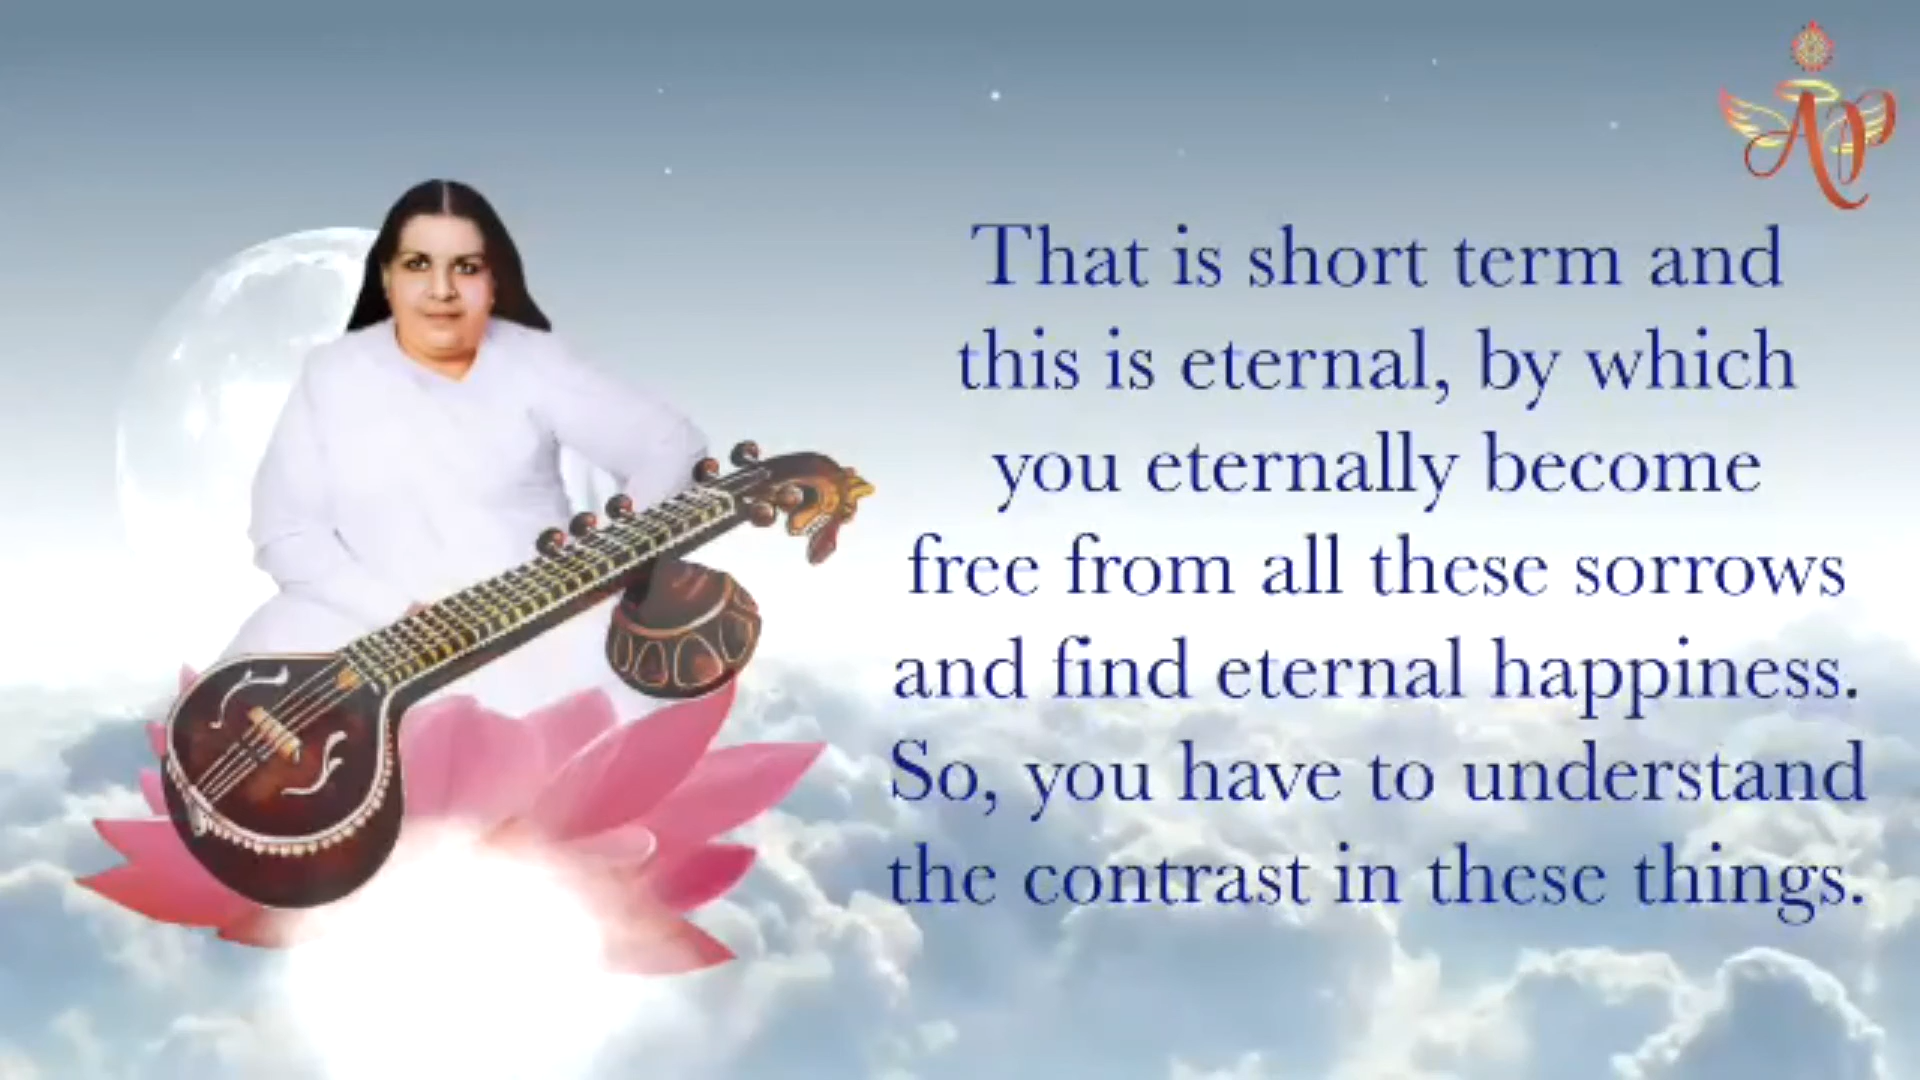 AP
That is short term and
this is eternal, by which
you eternally become
free from all these sorrows
and find eternal happiness.
So, you have to understand
the contrast in these things.